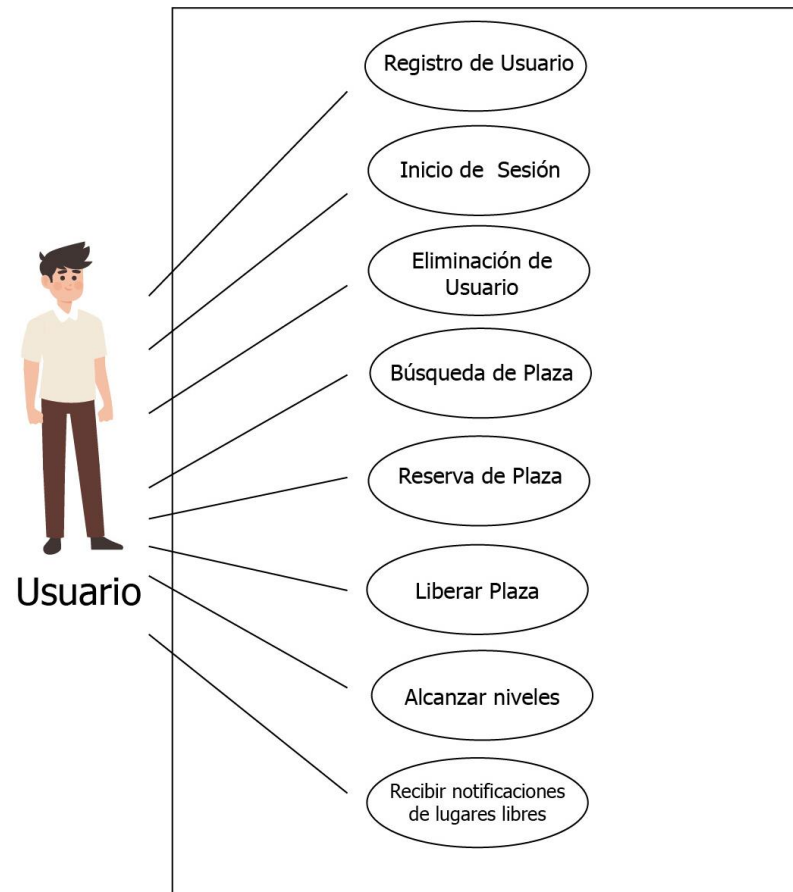 Registro de Usuario
Inicio de Sesión
Eliminación de
Usuario
Búsqueda de Plaza
Reserva de Plaza
Liberar Plaza
Usuario
Alcanzar niveles
Recibir notificaciones
de lugares libres